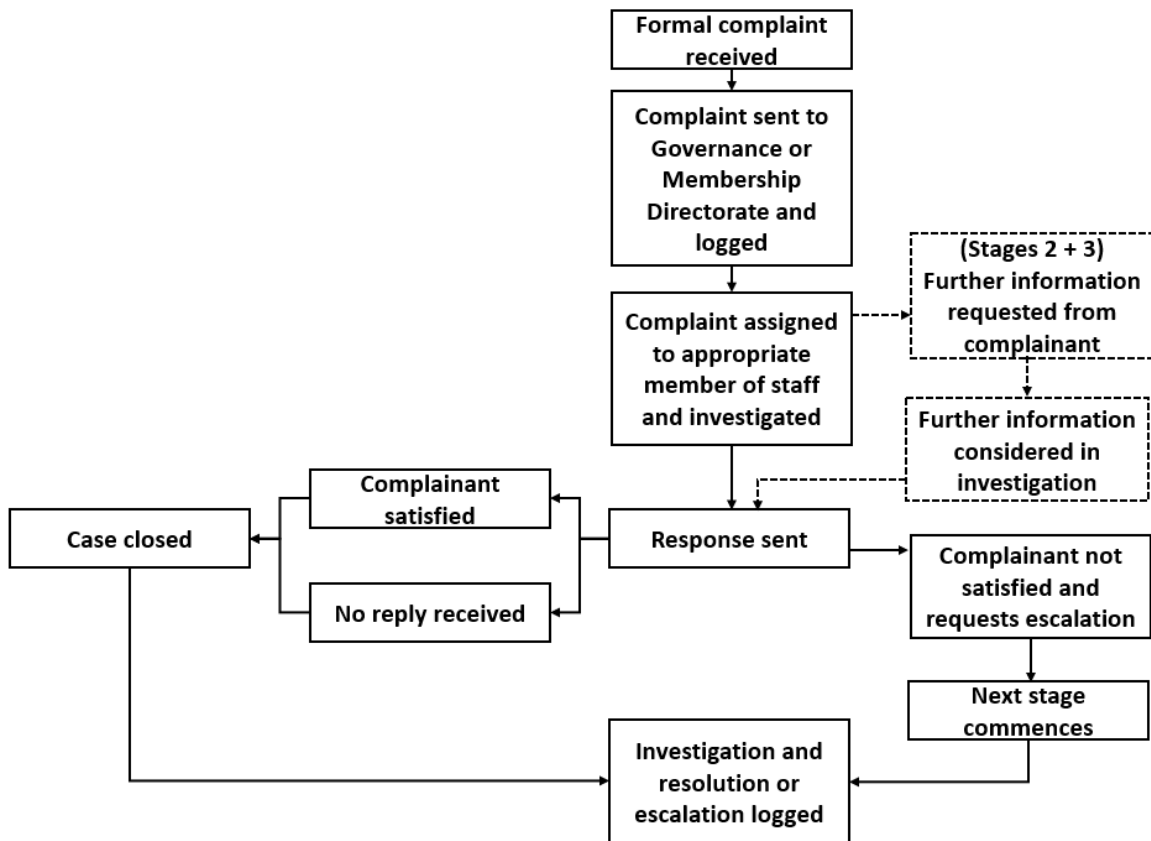 Formal complaint
received
Complaint sent to
Governance or
Membership
Directorate and
logged
(Stages 2 + 3)
Further information
requested from
complainant
Complaint assigned
to appropriate
member of staff
and investigated
Further information
considered in
investigation
Complainant
satisfied
Case closed
Response sent
Complainant not
satisfied and
requests escalation
No reply received
Next stage
commences
Investigation and
resolution or
escalation logged